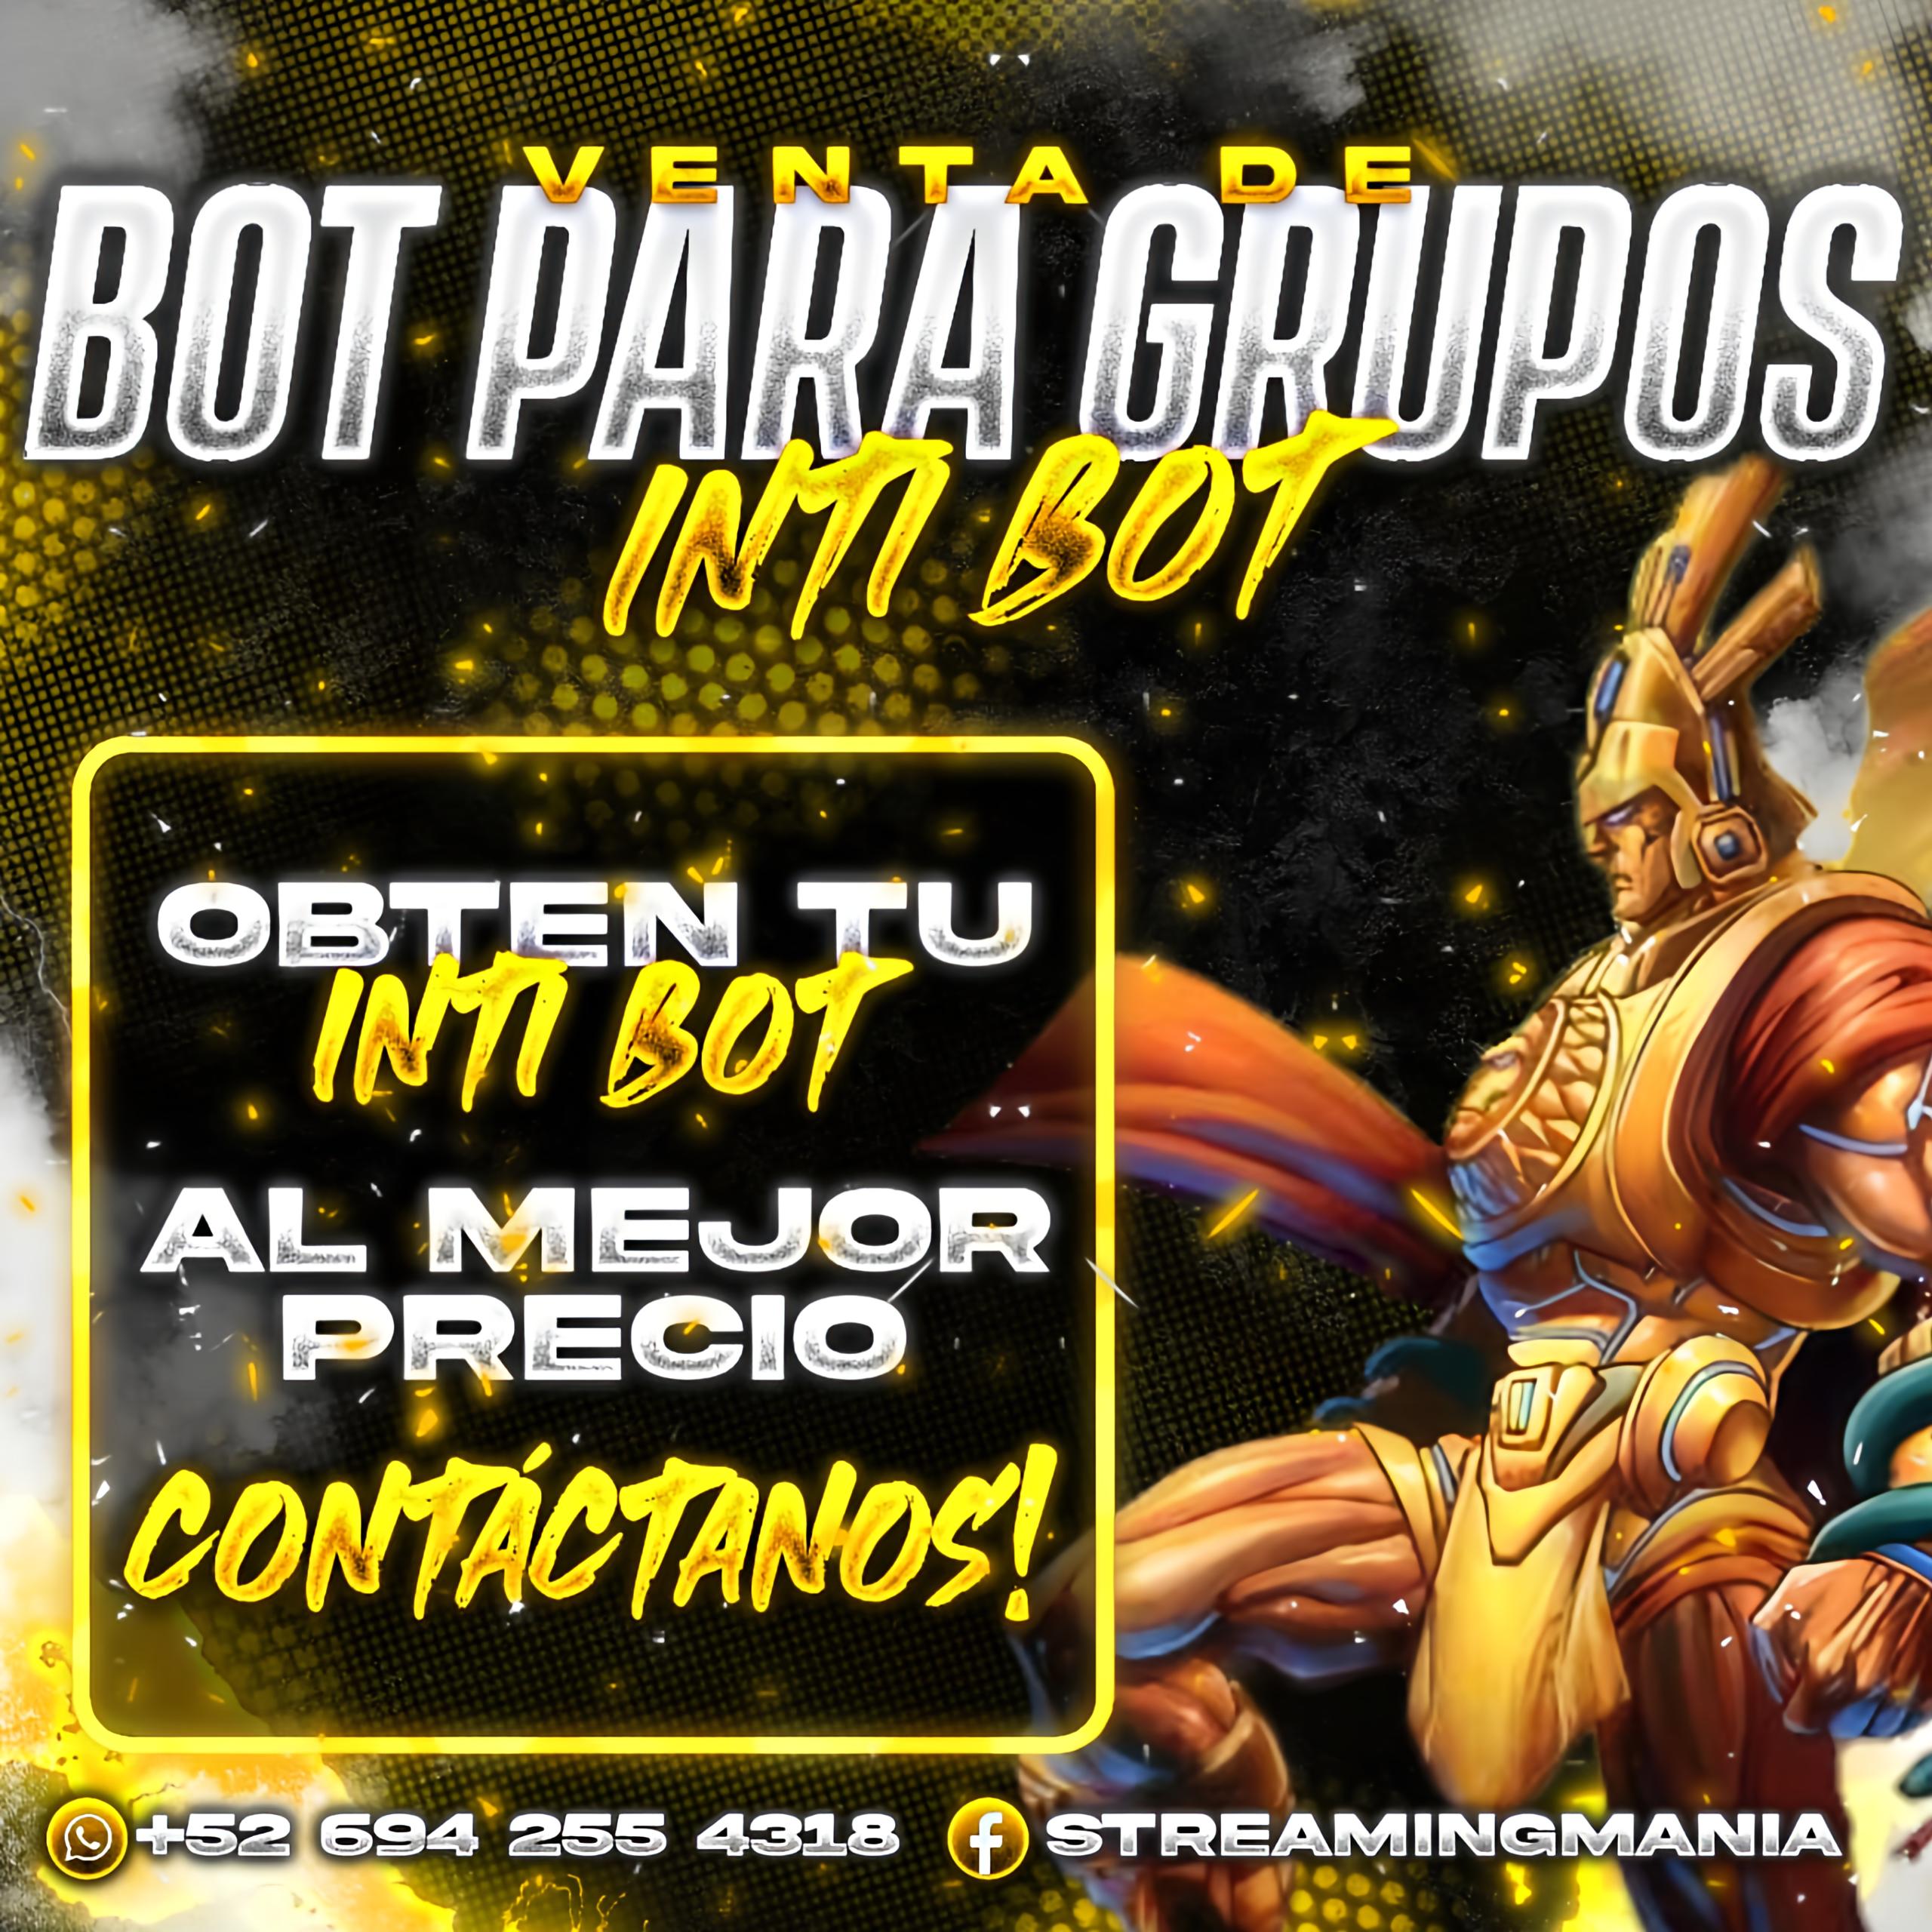 VENTA DE
BOT PARA GRUPOS
INTI BOT
OBTEN TU
INTI BOT
AL MEJOR
PRECIO
CONTÁCTANOS!
+52 694 255 4318
STREAMINGMANIA